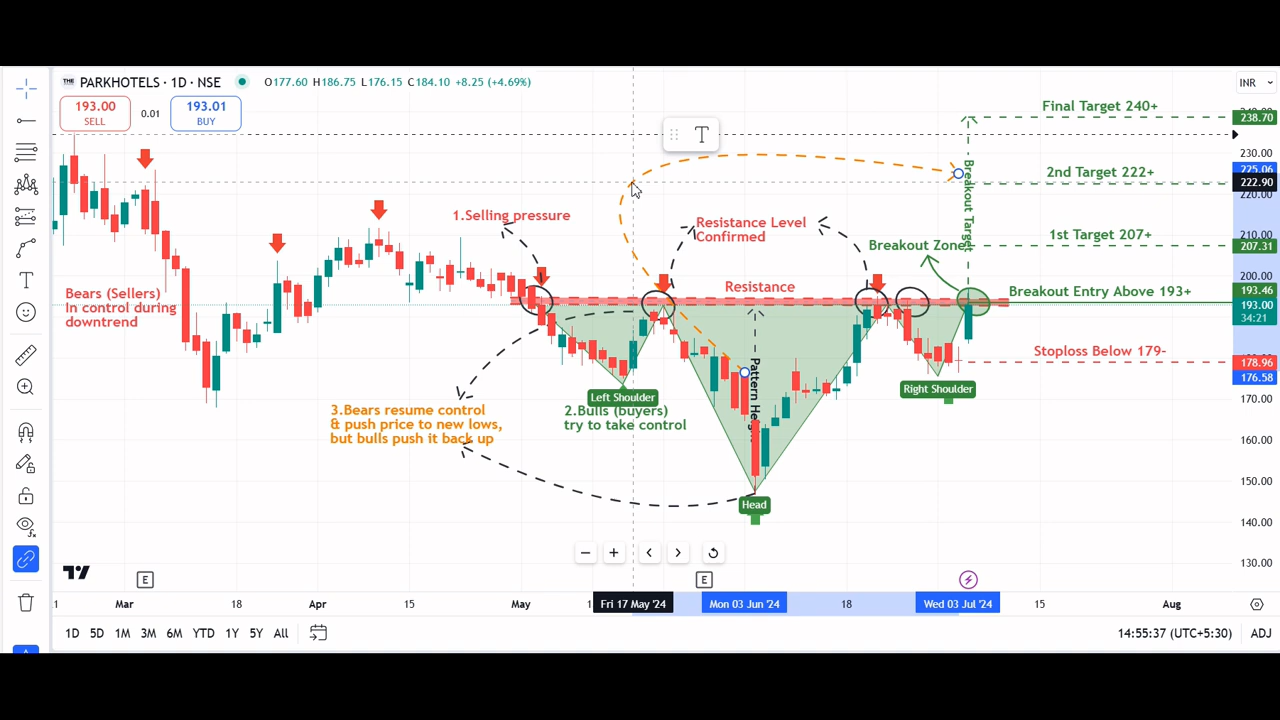 THE PARKHOTELS · 1D · NSE O177.60 H186.75 L176.15 C184.10 +8.25 (+4.69%)
INR
193.00
SELL
0.01
193.01
BUY
T
Final Target 240+
238.70
230.00
2nd Target 222+
225.06
222.90
220.00
210.00
1st Target 207+
207.31
200.00
Breakout Entry Above 193+
193.46
193.00
34:21
Stoploss Below 179-
178.96
176.58
170.00
160.00
150.00
140.00
130.00
1.Selling pressure
Resistance Level
Confirmed
Breakout Zone
Breakout Target
Resistance
Bears (Sellers)
In control during
downtrend
Pattern Height
Left Shoulder
Right Shoulder
3.Bears resume control
& push price to new lows,
but bulls push it back up
2.Bulls (buyers)
try to take control
Head
E
E
Mar 18 Apr 15 May Fri 17 May '24 Mon 03 Jun '24 18 Wed 03 Jul '24 15 Aug
1D 5D 1M 3M 6M YTD 1Y 5Y All
14:55:37 (UTC+5:30) ADJ